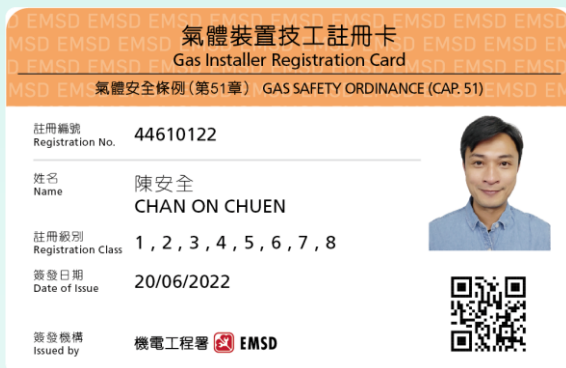 氣體裝置技工註冊卡
Gas Installer Registration Card
氣體安全條例（第51章） GAS SAFETY ORDINANCE (CAP. 51)
註冊編號
Registration No. 44610122
姓名
Name
陳安全
CHAN ON CHUEN
註冊級別
Registration Class 1 , 2 , 3 , 4 , 5 , 6 , 7 , 8
簽發日期
Date of Issue 20/06/2022
簽發機構
Issued by 機電工程署 EMSD